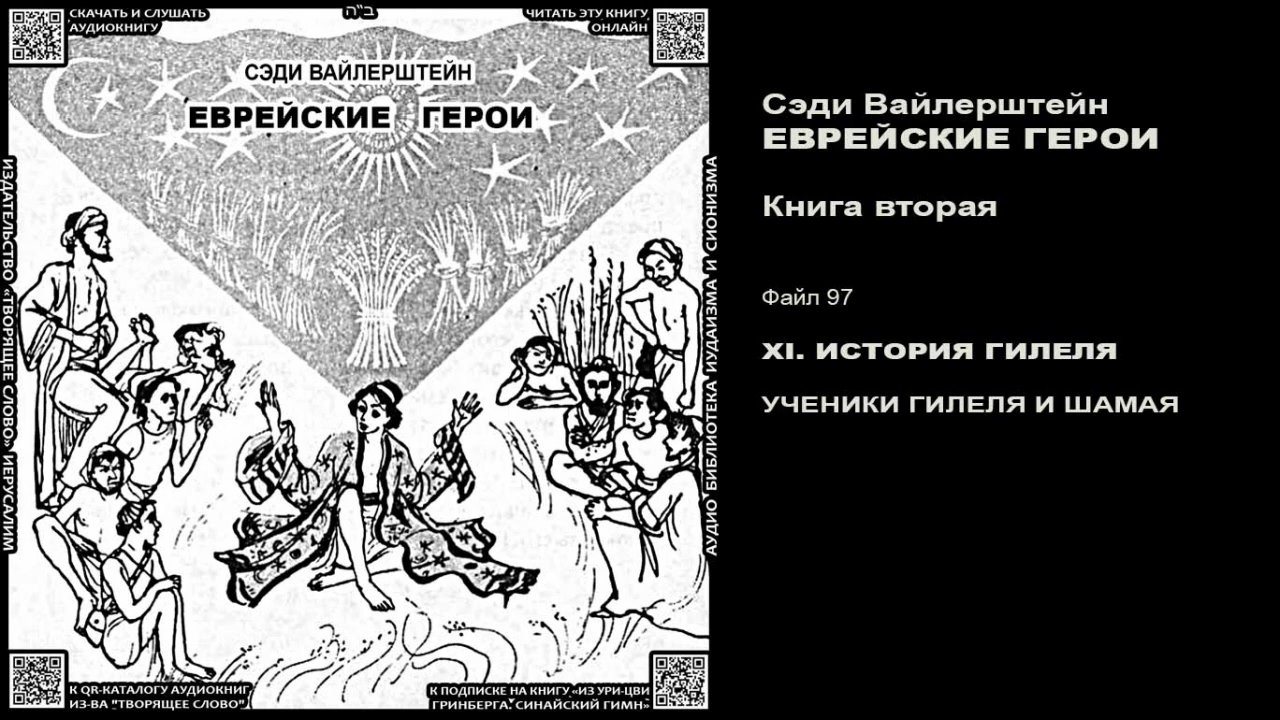 СКАЧАТЬ И СЛУШАТЬ
АУДИОКНИГУ
ב"ה
ЧИТАТЬ ЭТУ КНИГУ
ОНЛАЙН
СЭДИ ВАЙЛЕРШТЕЙН
ЕВРЕЙСКИЕ ГЕРОИ
ИЗДАТЕЛЬСТВО «ТВОРЯЩЕЕ СЛОВО» ИЕРУСАЛИМ
АУДИО БИБЛИОТЕКА ИУДАИЗМА И СИОНИЗМА
К QR-КАТАЛОГУ АУДИОКНИГ
ИЗ-ВА "ТВОРЯЩЕЕ СЛОВО"
К ПОДПИСКЕ НА КНИГУ «ИЗ УРИ-ЦВИ
ГРИНБЕРГА. СИНАЙСКИЙ ГИМН»
Сэди Вайлерштейн
ЕВРЕЙСКИЕ ГЕРОИ
Книга вторая
Файл 97
XI. ИСТОРИЯ ГИЛЕЛЯ
УЧЕНИКИ ГИЛЕЛЯ И ШАМАЯ